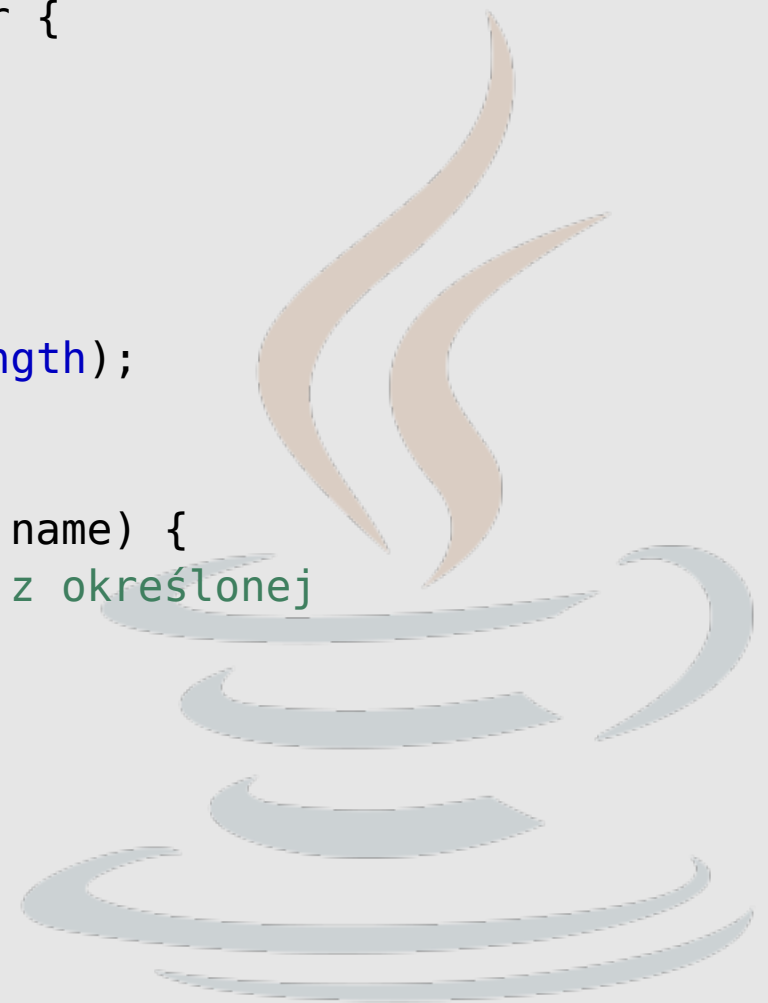 {
ngth);
name) {
z określonej